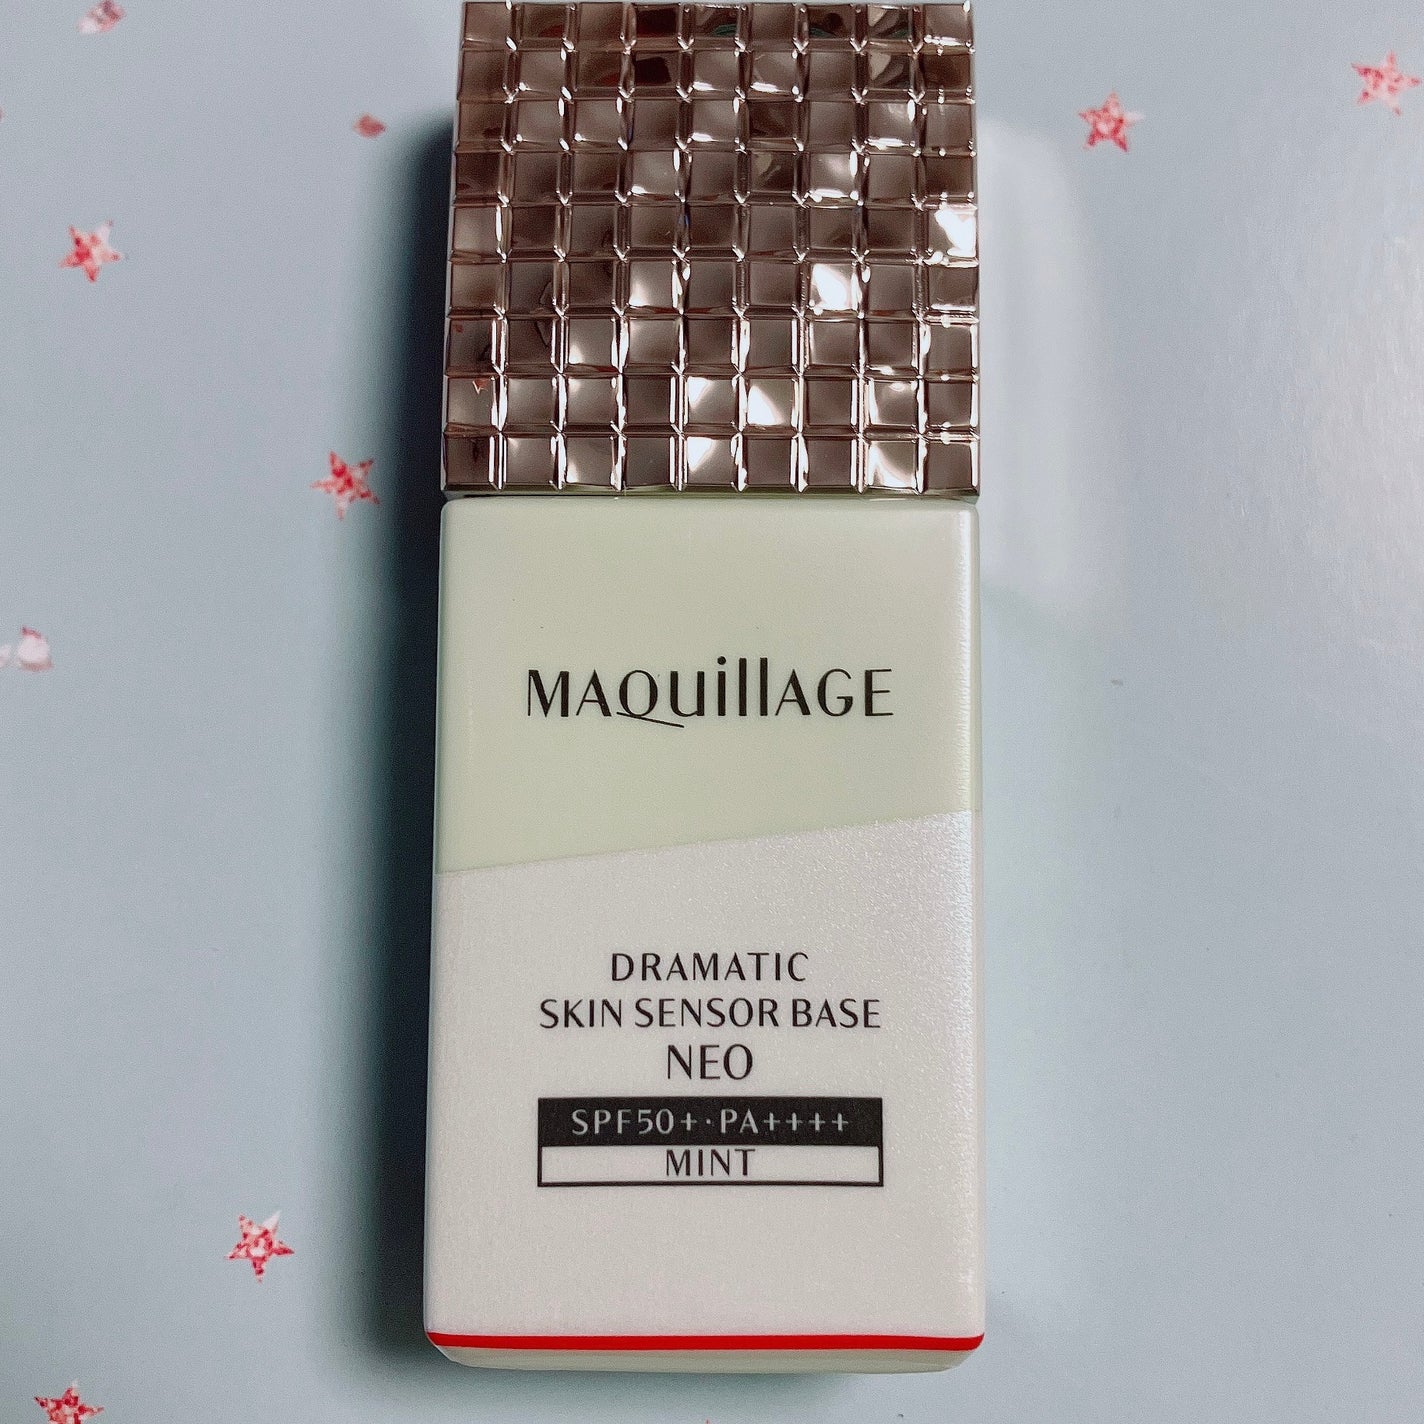 MAQuillAGE
DRAMATIC
SKIN SENSOR BASE
NEO
SPF50+・PA++++
MINT